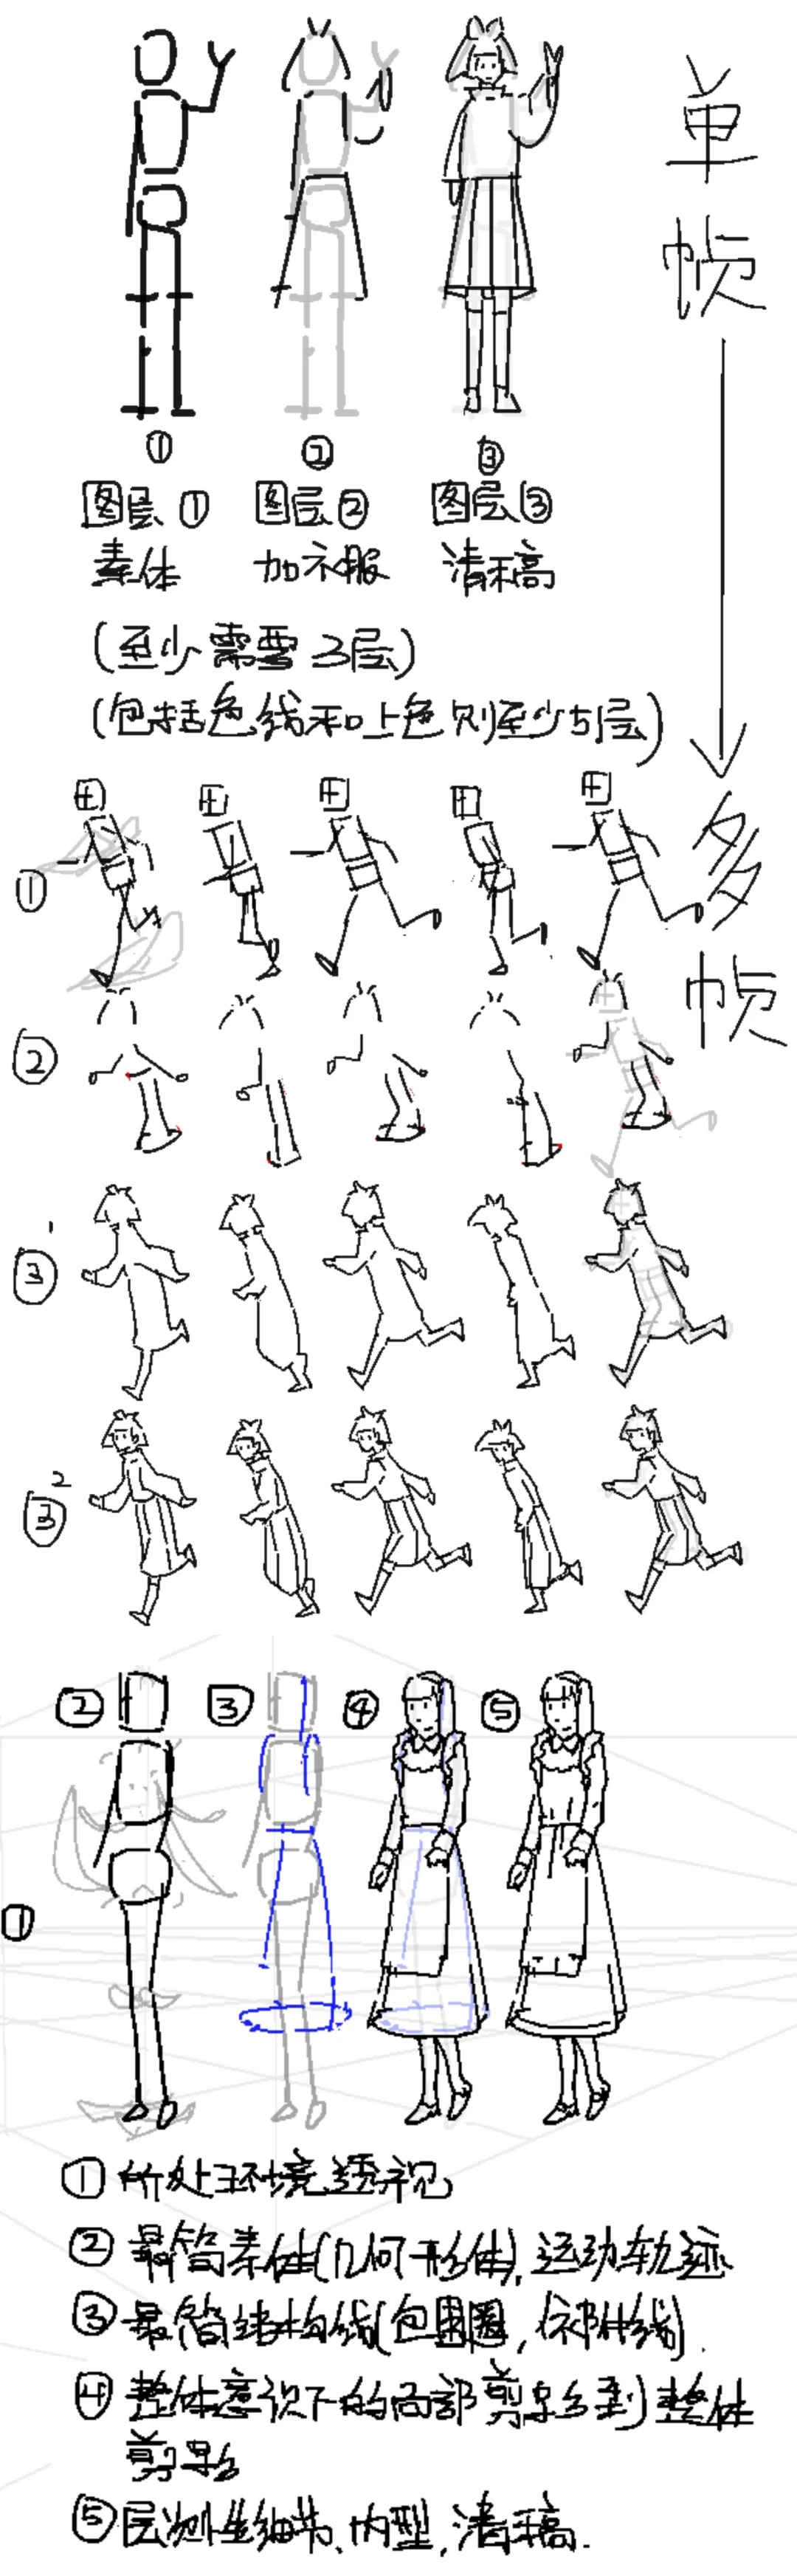 单帧
① ② ③
图层① 图层② 图层③
素体 加衣服 清稿
(至少需要3层)
(包括色线和上色则至少5层)
多帧
①
②
③1
③2
② ③ ④ ⑤
①
①所处环境透视
②最简素体(几何形体),运动轨迹
③最简结构线(包围圈,
④整体意识下的局部剪影到整体
剪影
⑤层次性细节、内型,清稿.